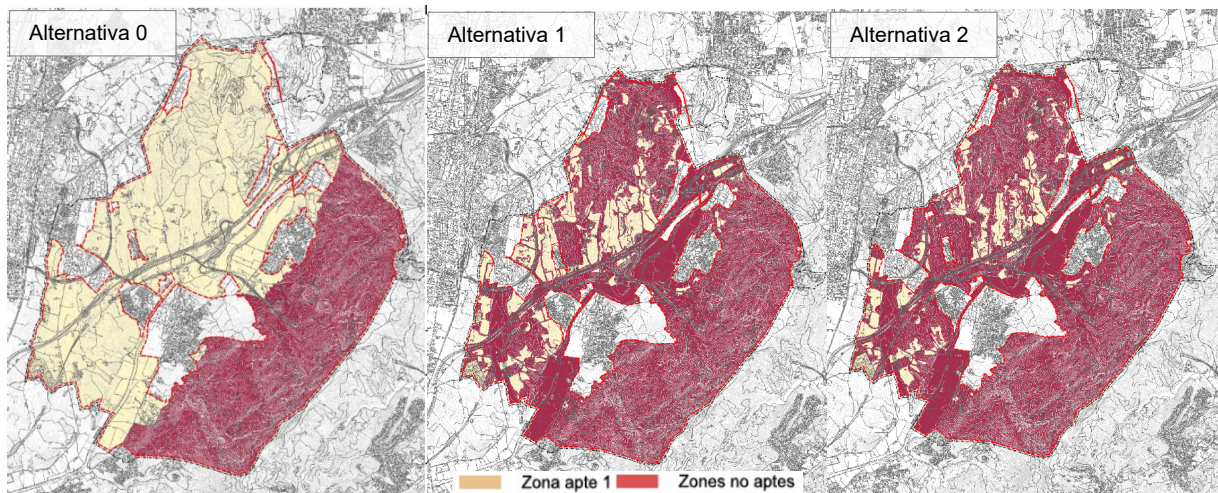 Alternativa 0
Alternativa 1
Alternativa 2
Zona apte 1
Zones no aptes